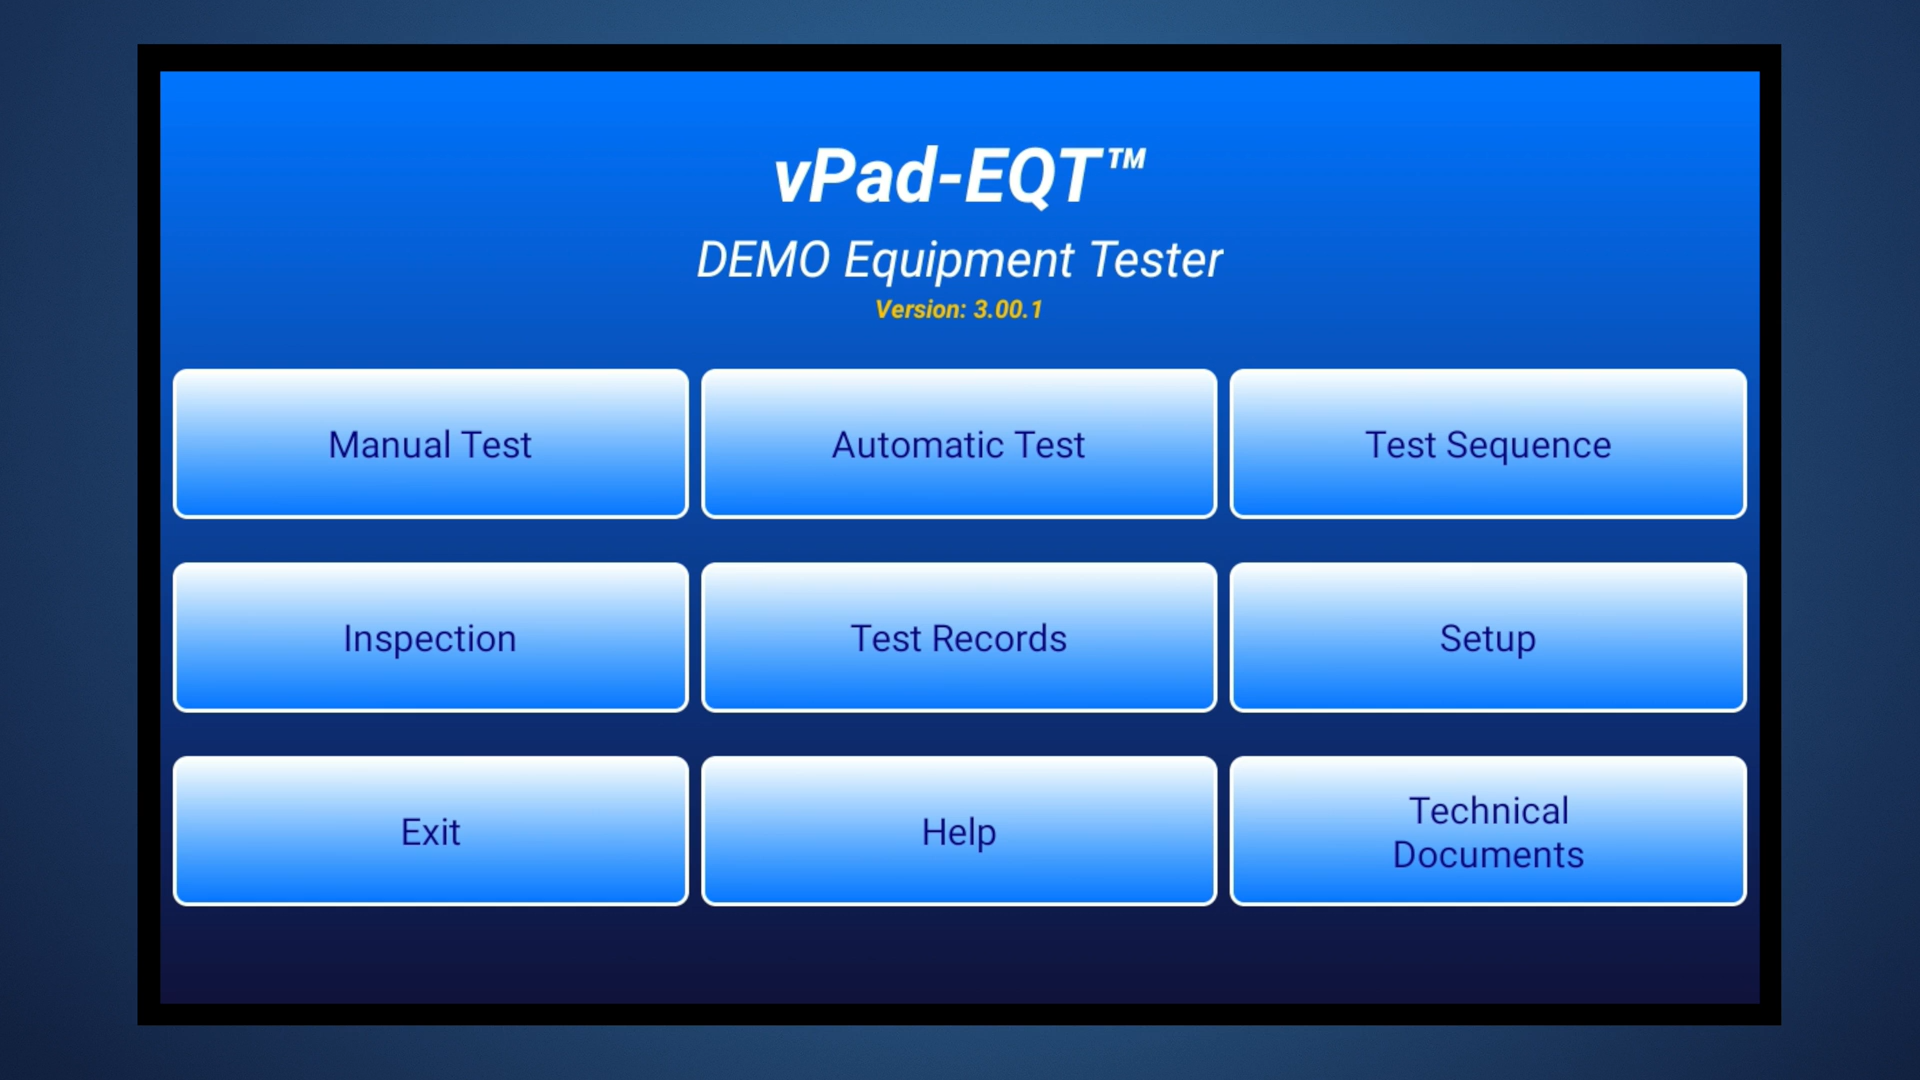 vPad-EQT™
DEMO Equipment Tester
Version: 3.00.1
Manual Test
Automatic Test
Test Sequence
Inspection
Test Records
Setup
Exit
Help
Technical
Documents